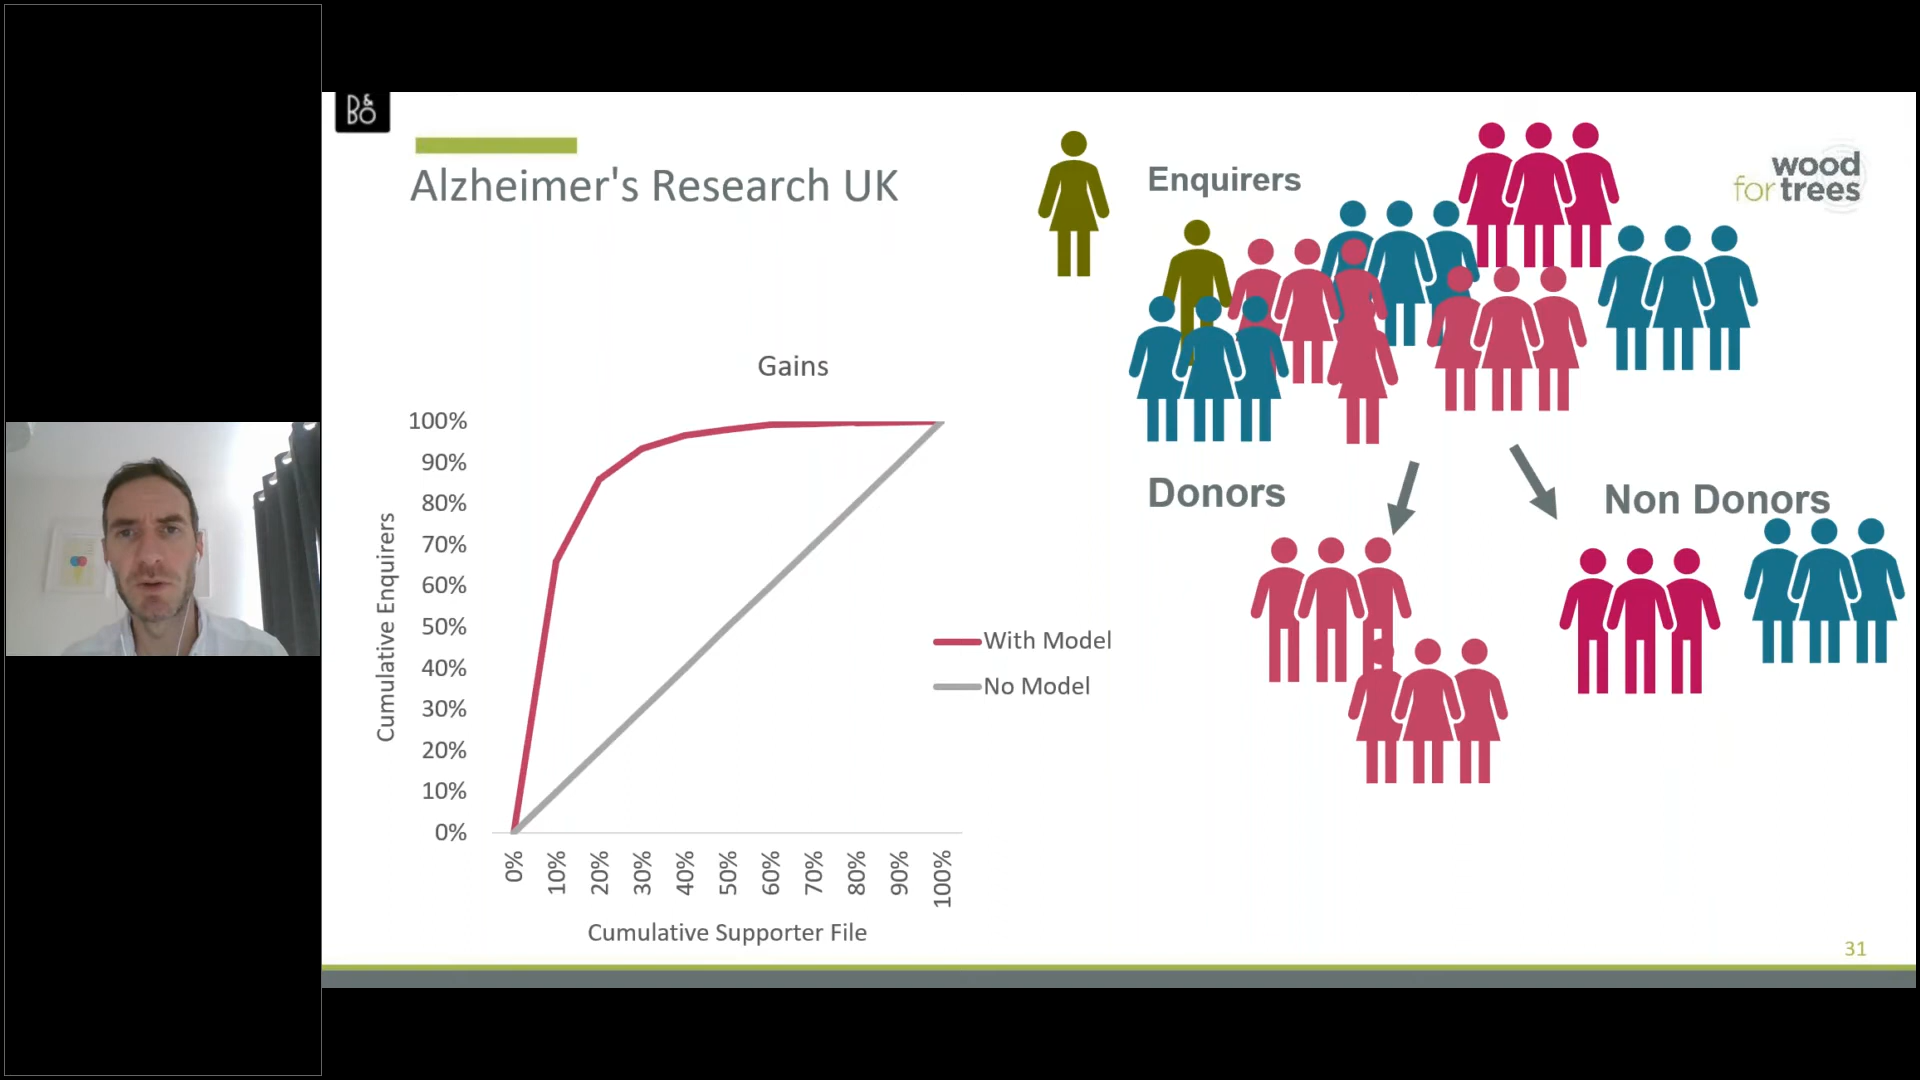 B&O
Alzheimer's Research UK
Enquirers
wood
for trees
Gains
100%
90%
80%
70%
60%
50%
40%
30%
20%
10%
0%
Cumulative Enquirers
0%
10%
20%
30%
40%
50%
60%
70%
80%
90%
100%
Cumulative Supporter File
With Model
No Model
Donors
Non Donors
31